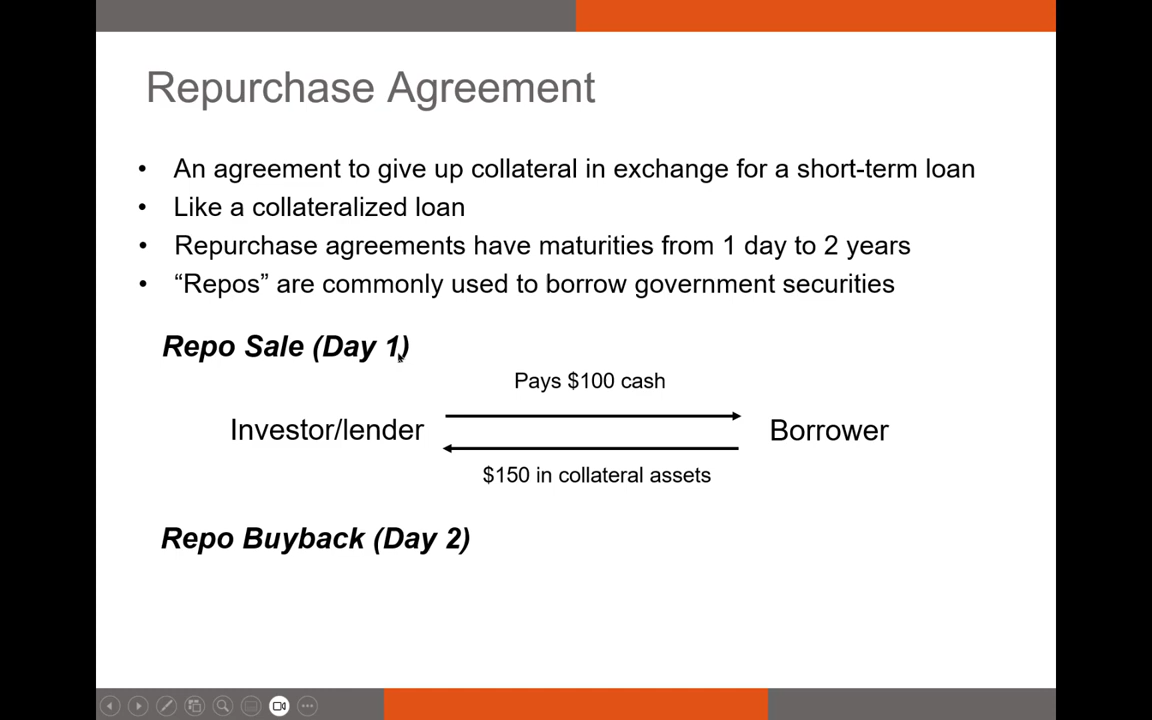 Repurchase Agreement
• An agreement to give up collateral in exchange for a short-term loan
• Like a collateralized loan
• Repurchase agreements have maturities from 1 day to 2 years
• “Repos” are commonly used to borrow government securities
Repo Sale (Day 1)
Pays $100 cash
Investor/lender Borrower
$150 in collateral assets
Repo Buyback (Day 2)